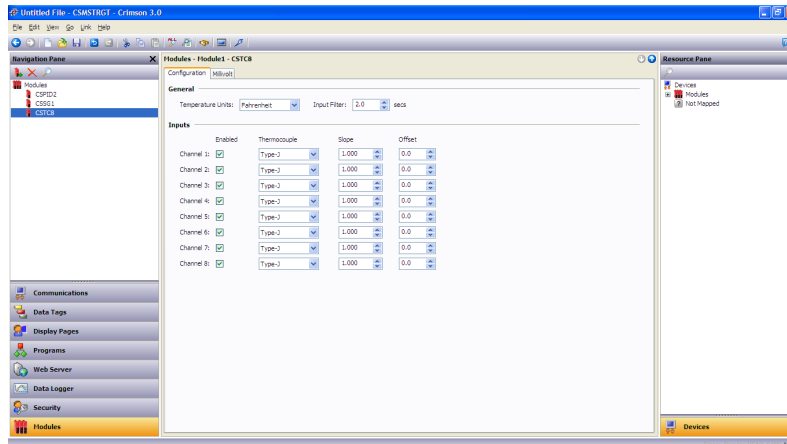 Untitled File - CSMSTRGT - Crimson 3.0
File Edit View Go Link Help
Navigation Pane
Modules
CSPID2
CSSG1
CSTC8
Communications
Data Tags
Display Pages
Programs
Web Server
Data Logger
Security
Modules
Modules - Module1 - CSTC8
Configuration Millivolt
General
Temperature Units: Fahrenheit Input Filter: 2.0 secs
Inputs
Enabled Thermocouple Slope Offset
Channel 1: Type-J 1.000 0.0
Channel 2: Type-J 1.000 0.0
Channel 3: Type-J 1.000 0.0
Channel 4: Type-J 1.000 0.0
Channel 5: Type-J 1.000 0.0
Channel 6: Type-J 1.000 0.0
Channel 7: Type-J 1.000 0.0
Channel 8: Type-J 1.000 0.0
Resource Pane
Devices
Modules
Not Mapped
Devices